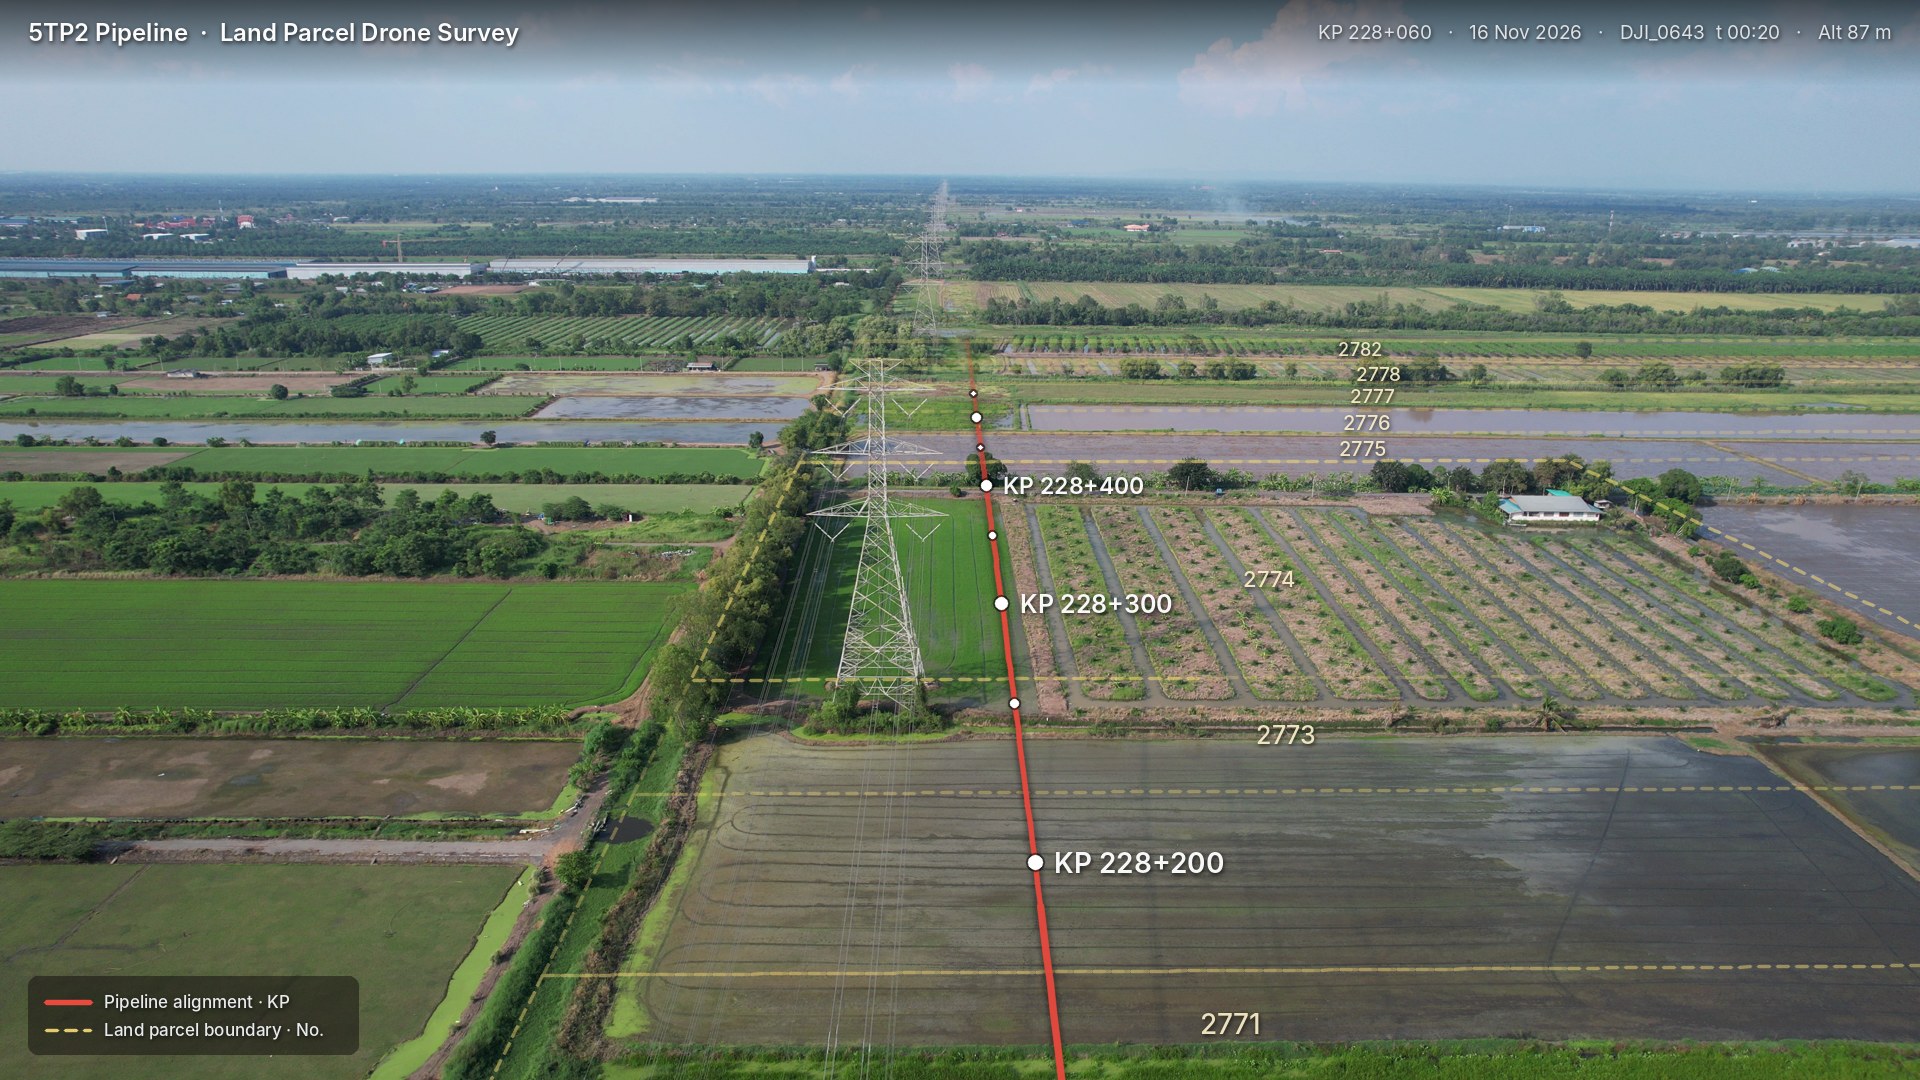 5TP2 Pipeline · Land Parcel Drone Survey
KP 228+060 · 16 Nov 2026 · DJI_0643 t 00:20 · Alt 87 m
2782
2778
2777
2776
2775
KP 228+400
2774
KP 228+300
2773
KP 228+200
Pipeline alignment · KP
Land parcel boundary · No.
2771